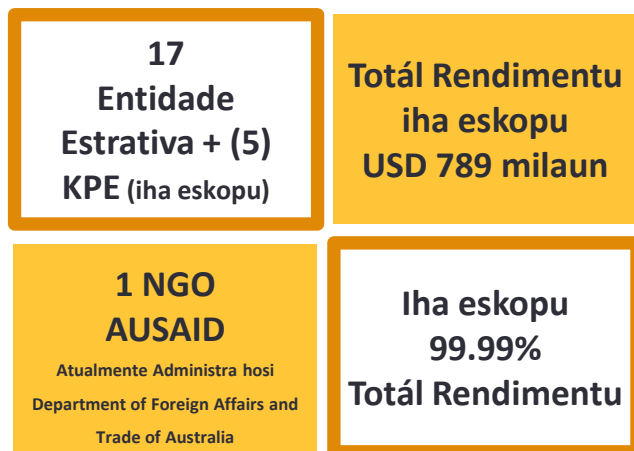 17
Entidade
Estrativa + (5)
KPE (iha eskopu)
Totál Rendimentu
iha eskopu
USD 789 milaun
1 NGO
AUSAID
Atualmente Administra hosi
Department of Foreign Affairs and
Trade of Australia
Iha eskopu
99.99%
Totál Rendimentu